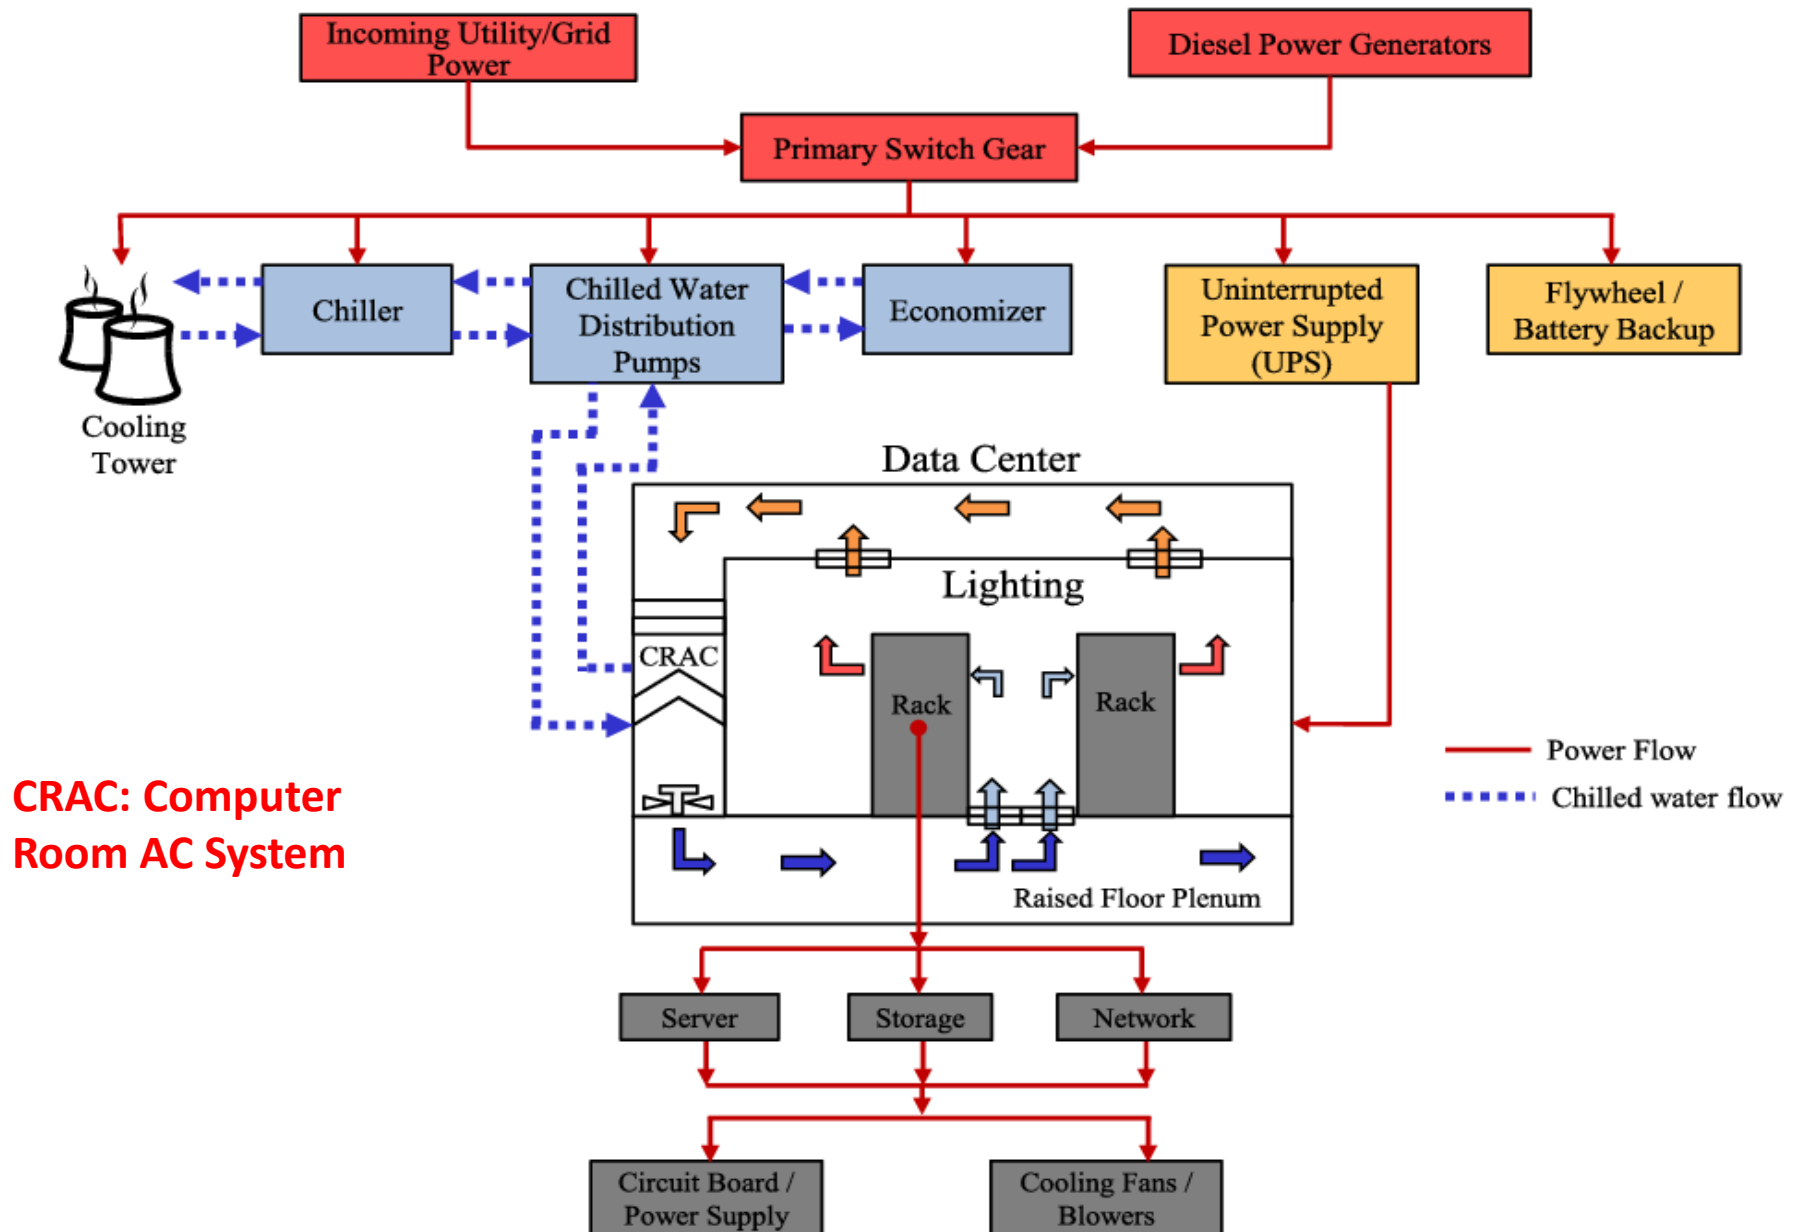 Incoming Utility/Grid
Power
Diesel Power Generators
Primary Switch Gear
Chiller
Chilled Water
Distribution
Pumps
Economizer
Uninterrupted
Power Supply
(UPS)
Flywheel /
Battery Backup
Cooling
Tower
Data Center
Lighting
CRAC
Rack
Rack
Power Flow
Chilled water flow
CRAC: Computer
Room AC System
Raised Floor Plenum
Server
Storage
Network
Circuit Board /
Power Supply
Cooling Fans /
Blowers